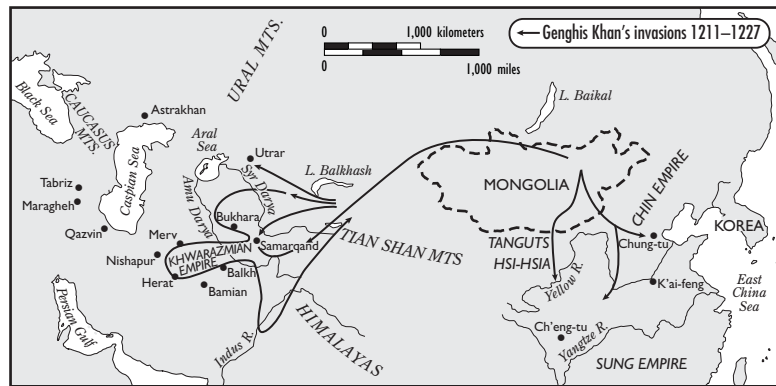 0 1,000 kilometers
0 1,000 miles
Genghis Khan's invasions 1211–1227
URAL MTS.
L. Baikal
Black Sea
CAUCASUS MTS.
Astrakhan
Aral Sea
Utrar
L. Balkhash
Caspian Sea
Syr Darya
MONGOLIA
CHIN EMPIRE
Tabriz
Maragheh
Amu Darya
Bukhara
KOREA
Qazvin
Merv
Samarqand
TIAN SHAN MTS
TANGUTS
HSI-HSIA
Chung-tu
Nishapur
KHWARAZMIAN
EMPIRE
Balkh
Herat
Bamian
Yellow R.
K'ai-feng
East
China
Sea
Persian Gulf
Indus R.
HIMALAYAS
Ch'eng-tu
Yangtze R.
SUNG EMPIRE